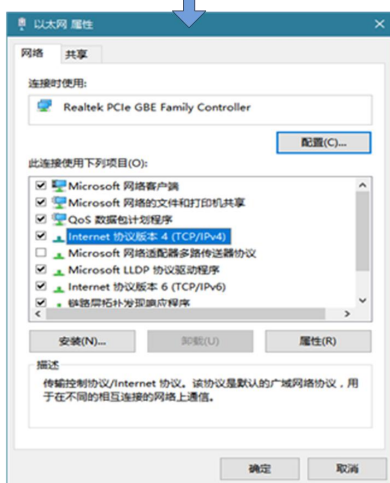 以太网 属性
网络
共享
连接时使用:
Realtek PCIe GBE Family Controller
配置(C)...
此连接使用下列项目(O):
Microsoft 网络客户端
Microsoft 网络的文件和打印机共享
QoS 数据包计划程序
Internet 协议版本 4 (TCP/IPv4)
Microsoft 网络适配器多路传送器协议
Microsoft LLDP 协议驱动程序
Internet 协议版本 6 (TCP/IPv6)
链路层拓扑发现响应程序
安装(N)...
卸载(U)
属性(R)
描述
传输控制协议/Internet 协议。该协议是默认的广域网络协议，用
于在不同的相互连接的网络上通信。
确定
取消